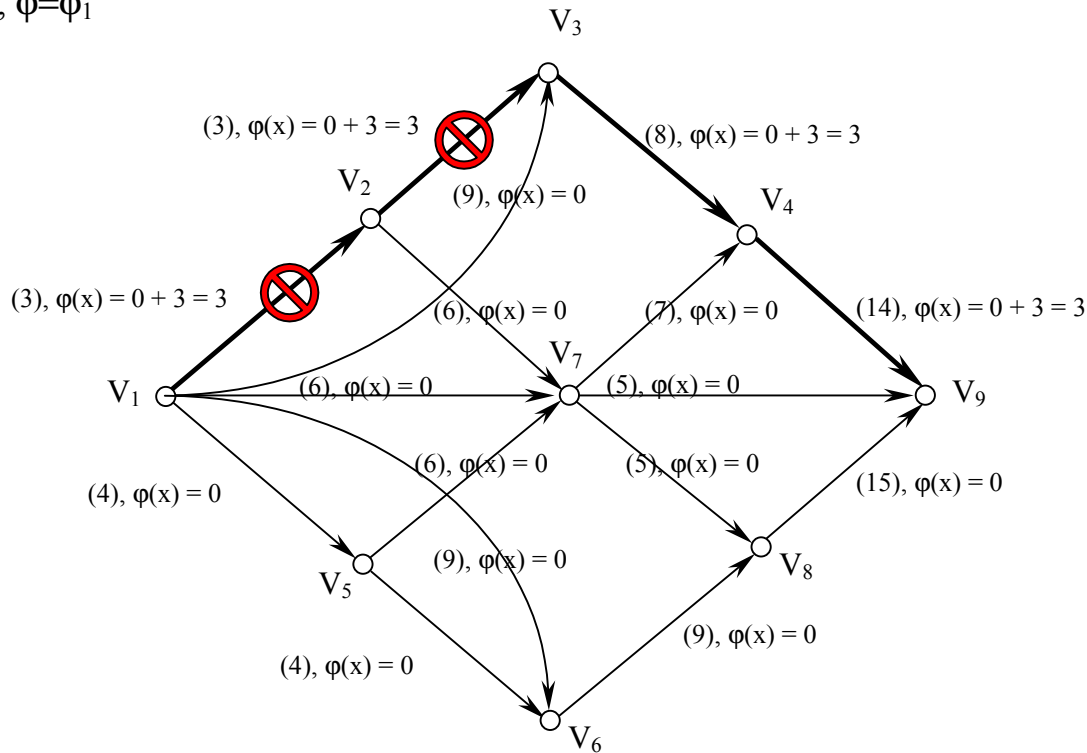 , φ=φ1
V3
(3), φ(x) = 0 + 3 = 3
(8), φ(x) = 0 + 3 = 3
V2
(9), φ(x) = 0
V4
(3), φ(x) = 0 + 3 = 3
(6), φ(x) = 0
(7), φ(x) = 0
(14), φ(x) = 0 + 3 = 3
V7
V1
(6), φ(x) = 0
(5), φ(x) = 0
V9
(6), φ(x) = 0
(5), φ(x) = 0
(4), φ(x) = 0
(15), φ(x) = 0
V5
(9), φ(x) = 0
V8
(4), φ(x) = 0
(9), φ(x) = 0
V6